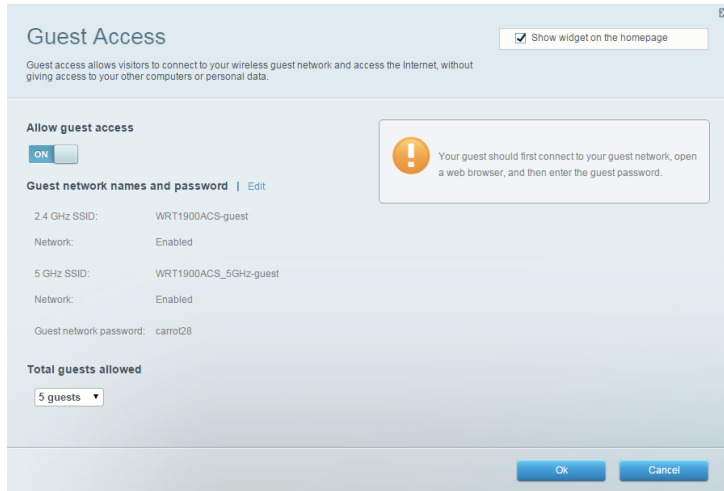 Guest Access
Show widget on the homepage
Guest access allows visitors to connect to your wireless guest network and access the Internet, without
giving access to your other computers or personal data.
Allow guest access
ON
Your guest should first connect to your guest network, open
a web browser, and then enter the guest password.
Guest network names and password | Edit
2.4 GHz SSID: WRT1900ACS-guest
Network: Enabled
5 GHz SSID: WRT1900ACS_5GHz-guest
Network: Enabled
Guest network password: carrot28
Total guests allowed
5 guests
Ok Cancel